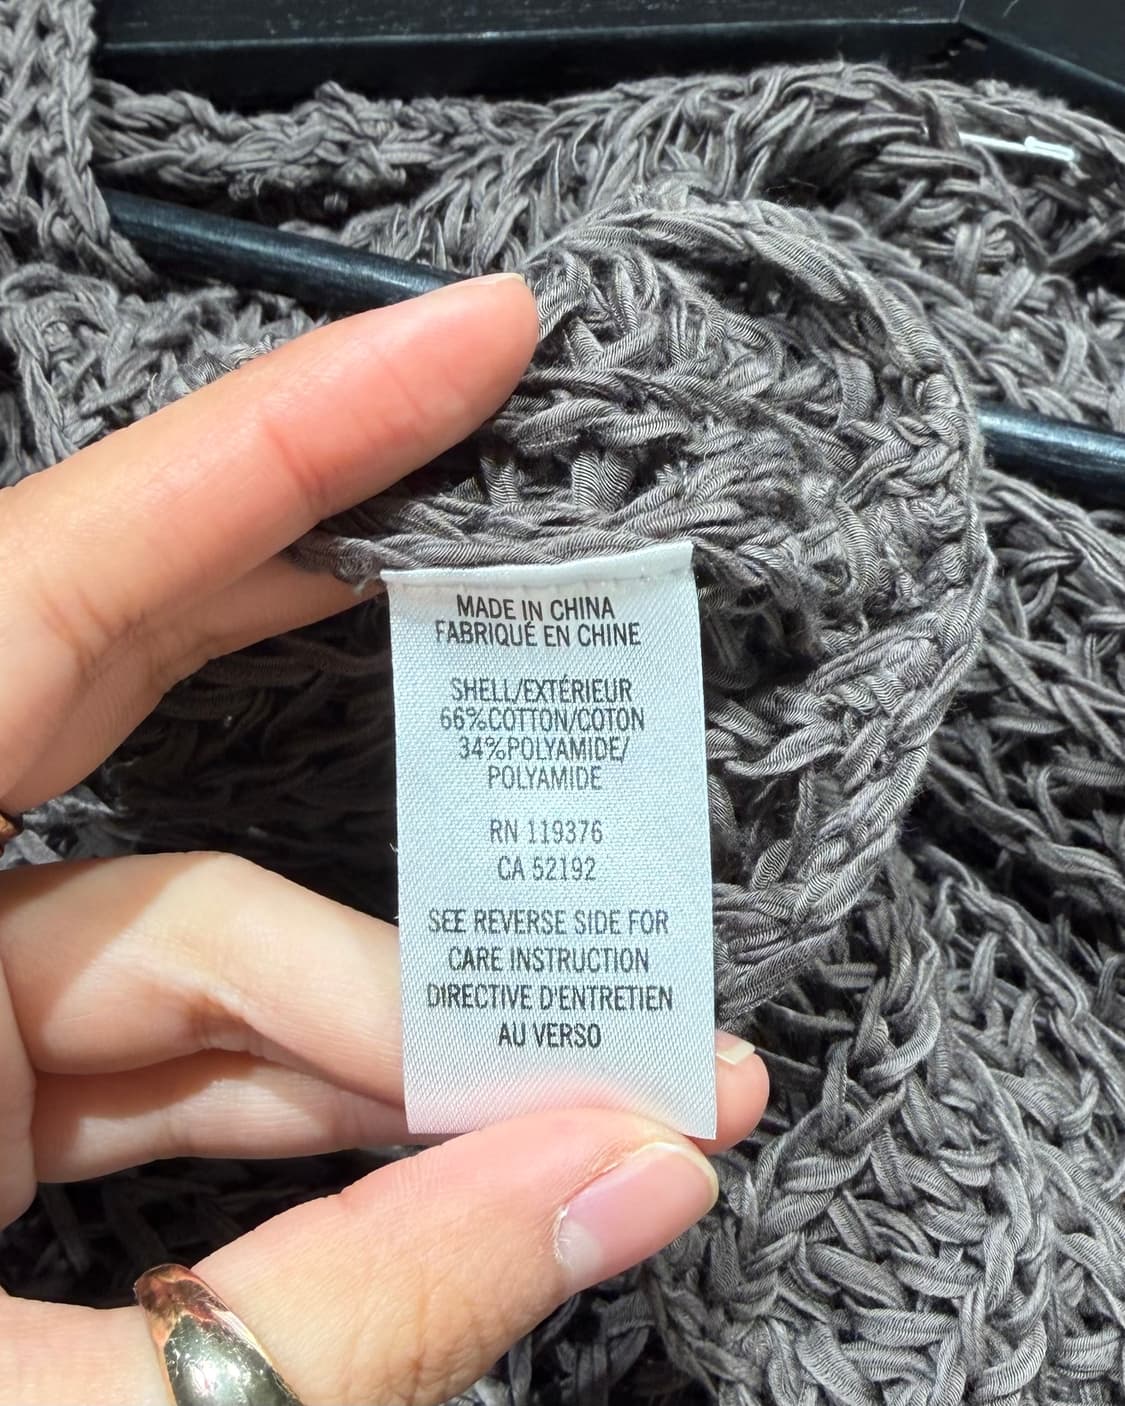 MADE IN CHINA
FABRIQUÉ EN CHINE
SHELL/EXTÉRIEUR
66%COTTON/COTON
34%POLYAMIDE/
POLYAMIDE
RN 119376
CA 52192
SEE REVERSE SIDE FOR
CARE INSTRUCTION
DIRECTIVE D'ENTRETIEN
AU VERSO